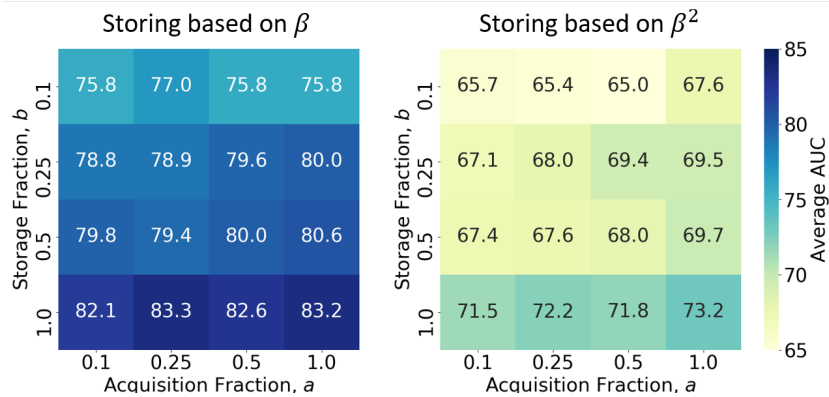 Storing based on β
Storing based on β²
Storage Fraction, b
0.1
75.8 77.0 75.8 75.8
0.25
78.8 78.9 79.6 80.0
0.5
79.8 79.4 80.0 80.6
1.0
82.1 83.3 82.6 83.2
0.1 0.25 0.5 1.0
Acquisition Fraction, a
Storage Fraction, b
0.1
65.7 65.4 65.0 67.6
0.25
67.1 68.0 69.4 69.5
0.5
67.4 67.6 68.0 69.7
1.0
71.5 72.2 71.8 73.2
0.1 0.25 0.5 1.0
Acquisition Fraction, a
85
80
75
70
65
Average AUC